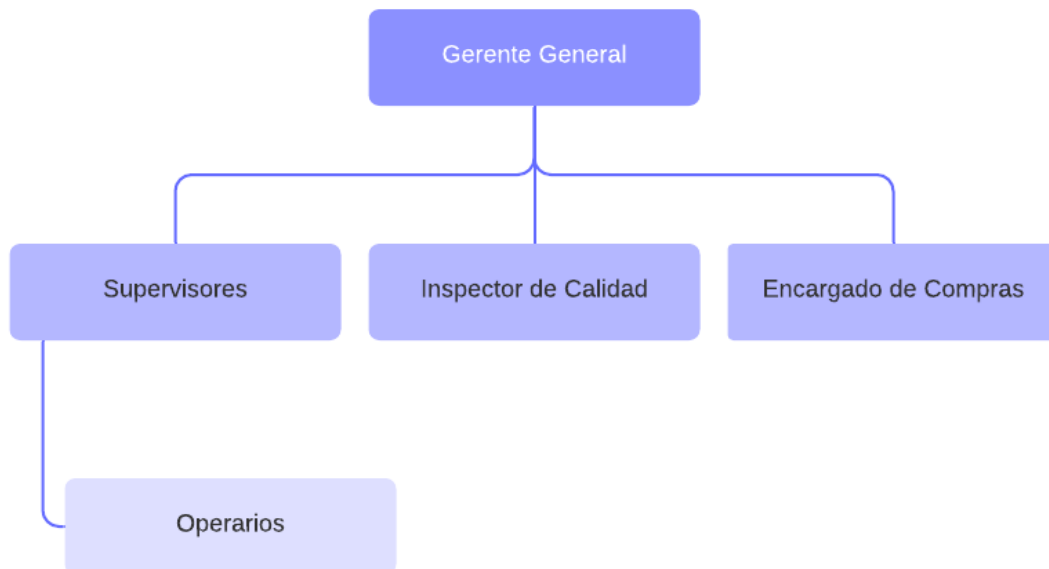 Gerente General
Supervisores
Inspector de Calidad
Encargado de Compras
Operarios